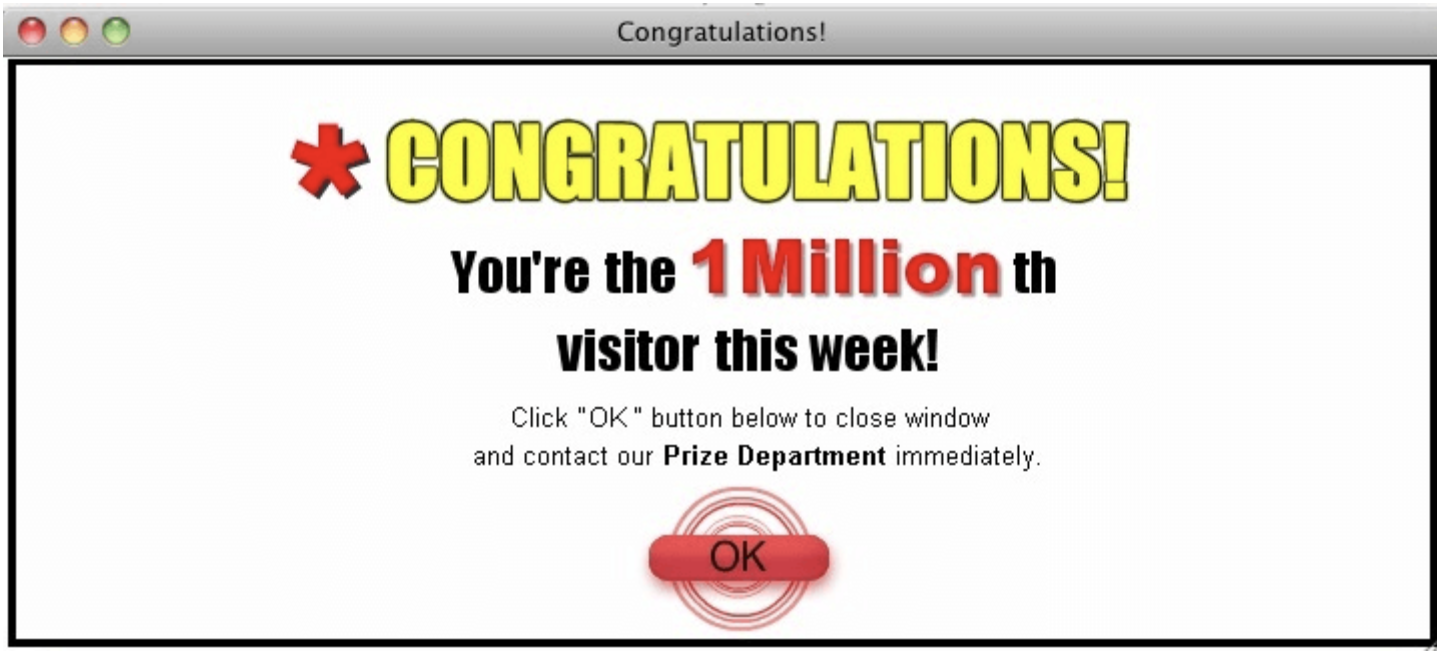 Congratulations!
* CONGRATULATIONS!
You're the 1 Million th
visitor this week!
Click "OK" button below to close window
and contact our Prize Department immediately.
OK